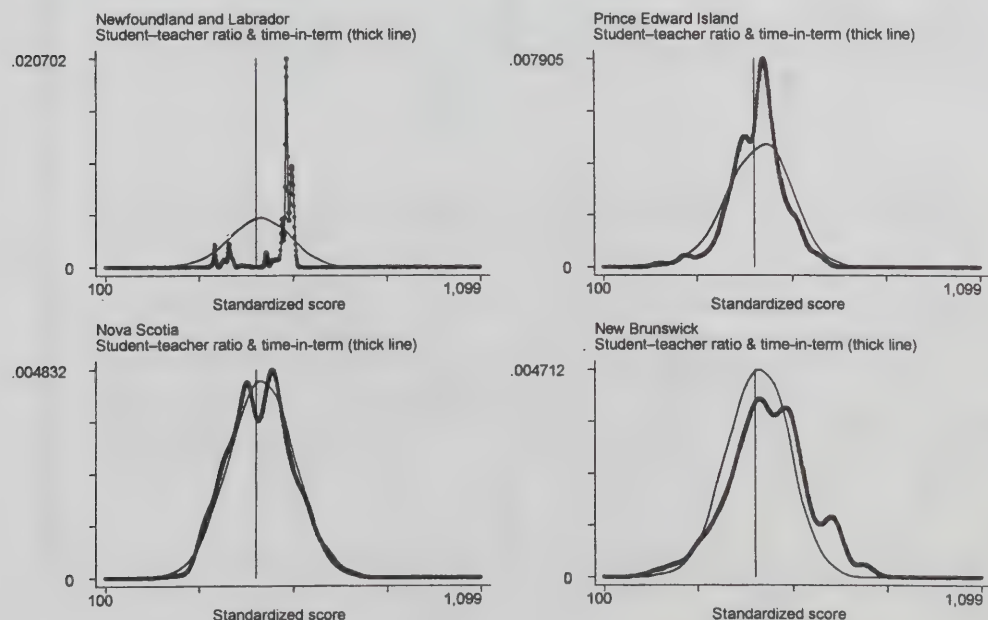 Newfoundland and Labrador
Student–teacher ratio & time-in-term (thick line)
.020702
0
100
1,099
Standardized score
Prince Edward Island
Student–teacher ratio & time-in-term (thick line)
.007905
0
100
1,099
Standardized score
Nova Scotia
Student–teacher ratio & time-in-term (thick line)
.004832
0
100
1,099
Standardized score
New Brunswick
Student–teacher ratio & time-in-term (thick line)
.004712
0
100
1,099
Standardized score